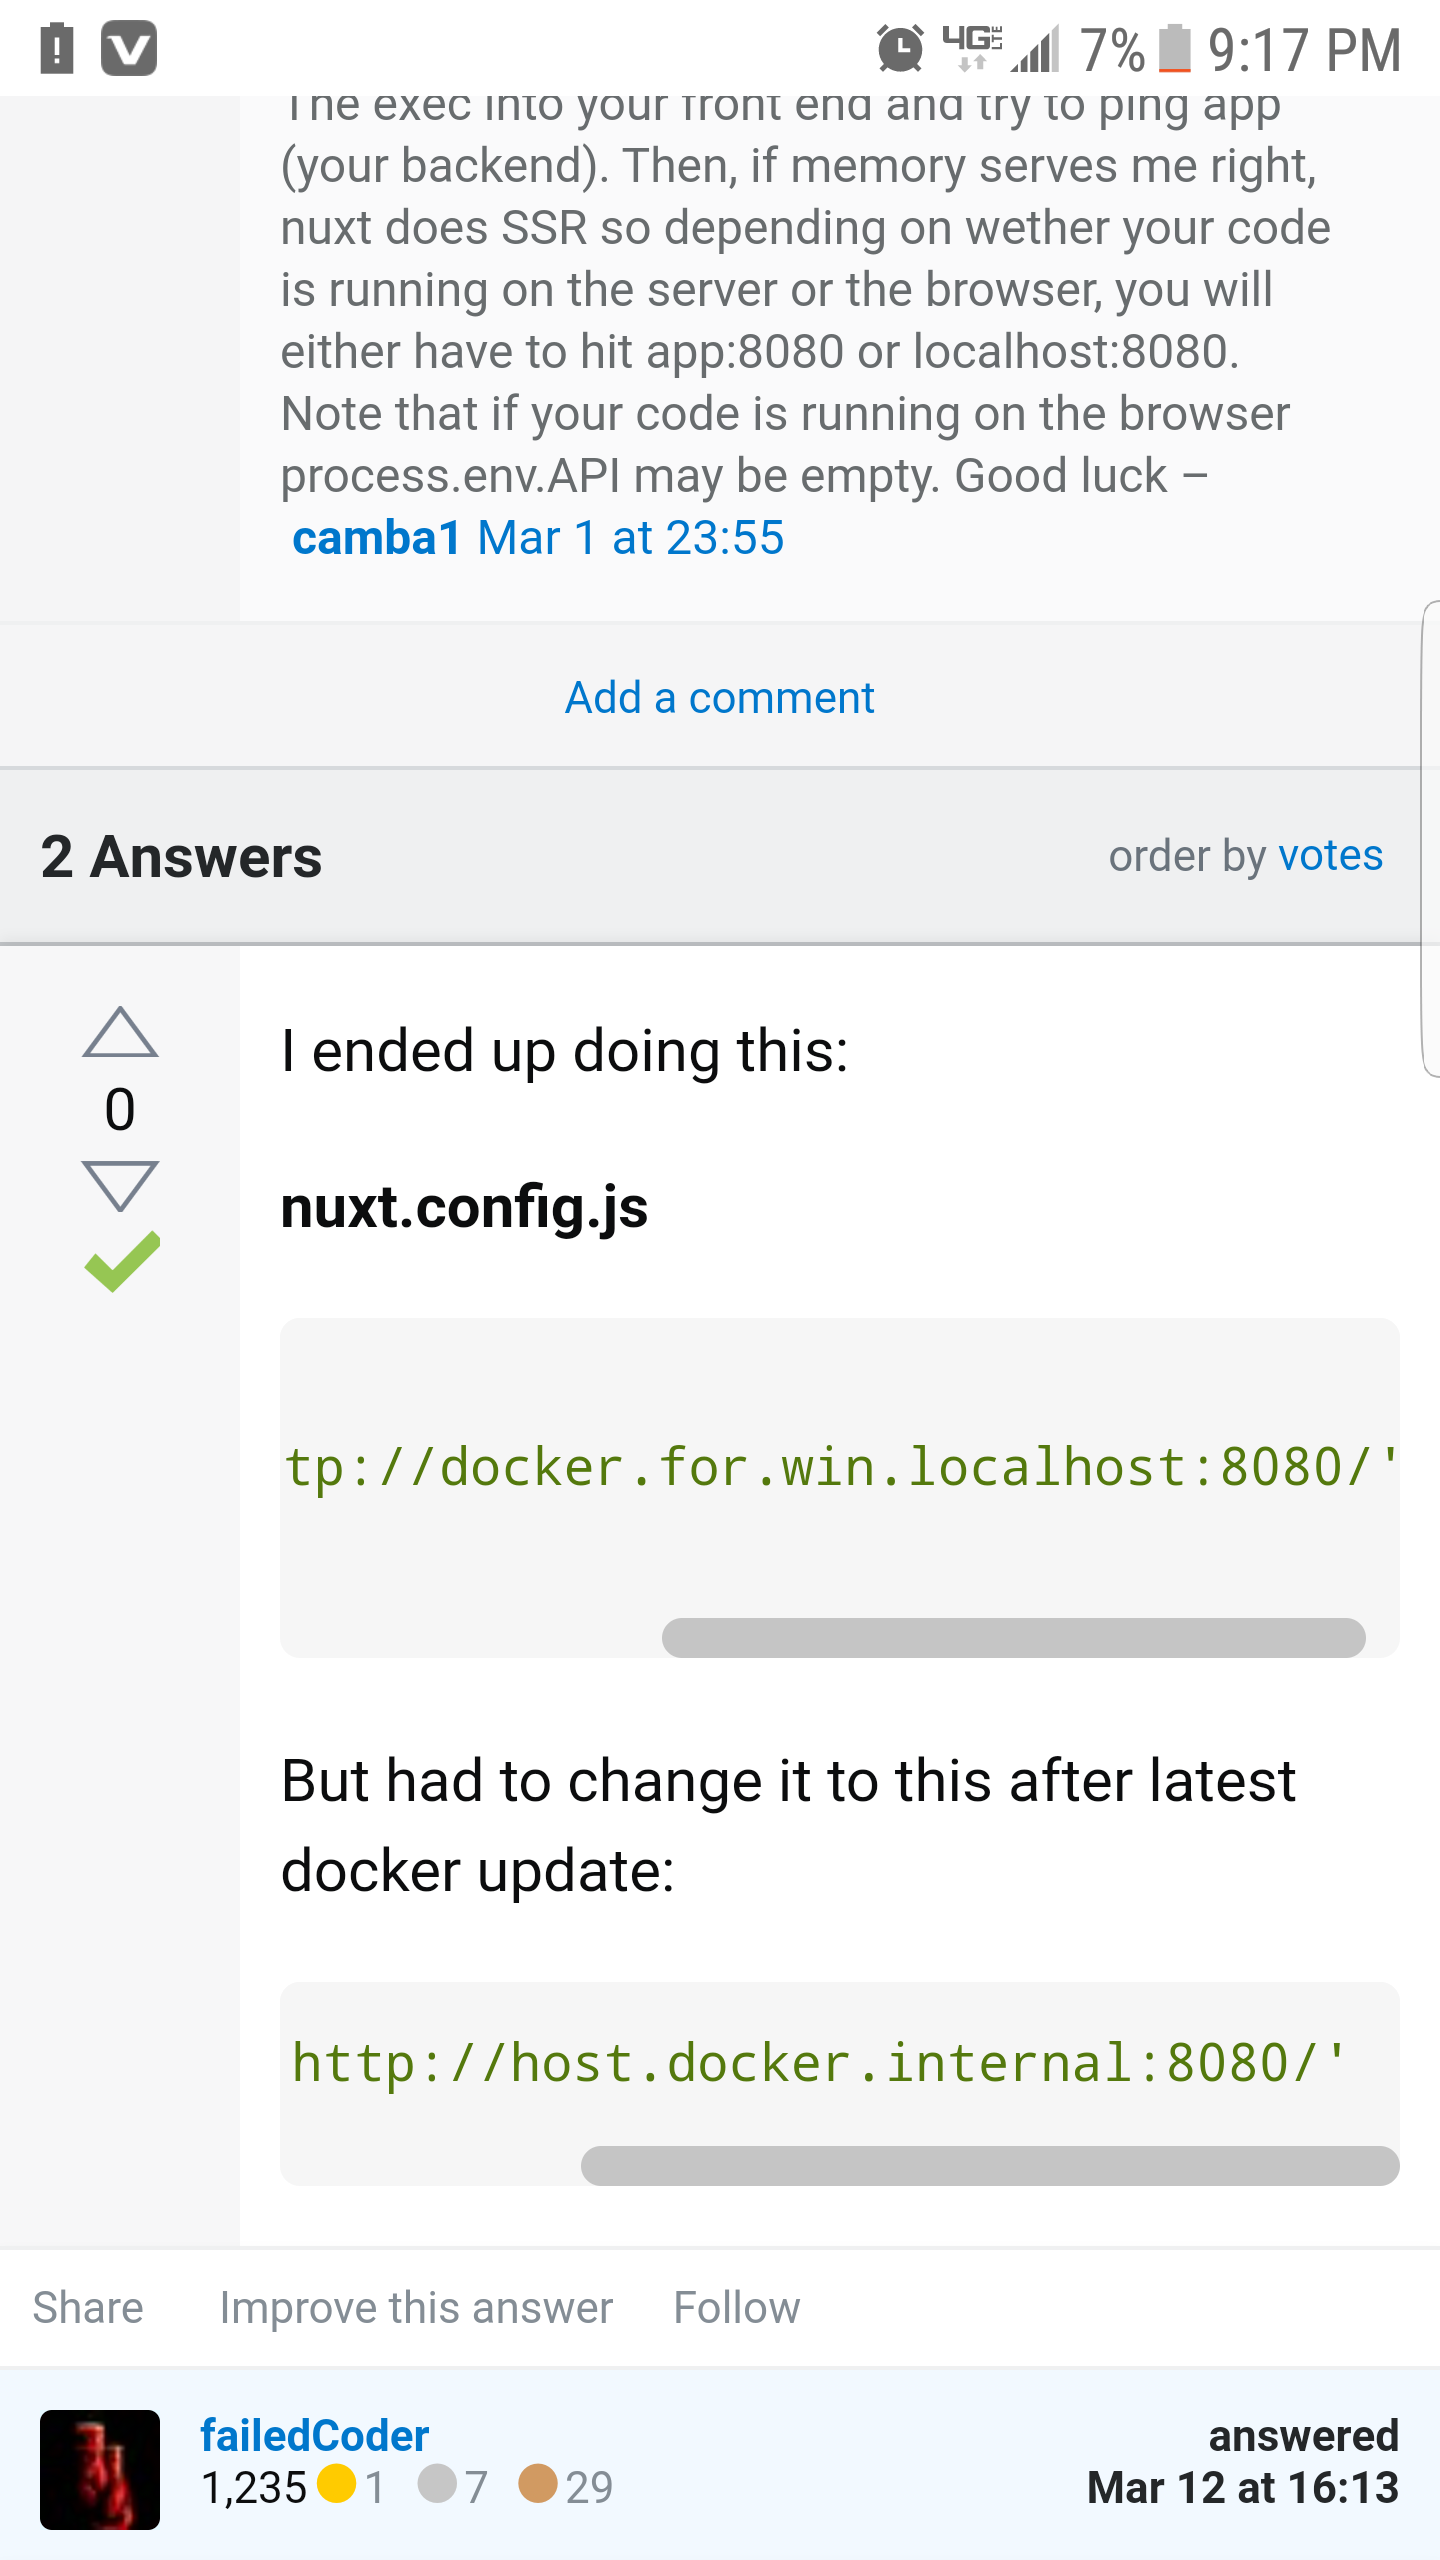 7% 9:17 PM
The exec into your front end and try to ping app
(your backend). Then, if memory serves me right,
nuxt does SSR so depending on wether your code
is running on the server or the browser, you will
either have to hit app:8080 or localhost:8080.
Note that if your code is running on the browser
process.env.API may be empty. Good luck –
camba1 Mar 1 at 23:55
Add a comment
2 Answers order by votes
0
I ended up doing this:
nuxt.config.js
tp://docker.for.win.localhost:8080/'
But had to change it to this after latest
docker update:
http://host.docker.internal:8080/'
Share Improve this answer Follow
failedCoder answered
1,235 1 7 29 Mar 12 at 16:13